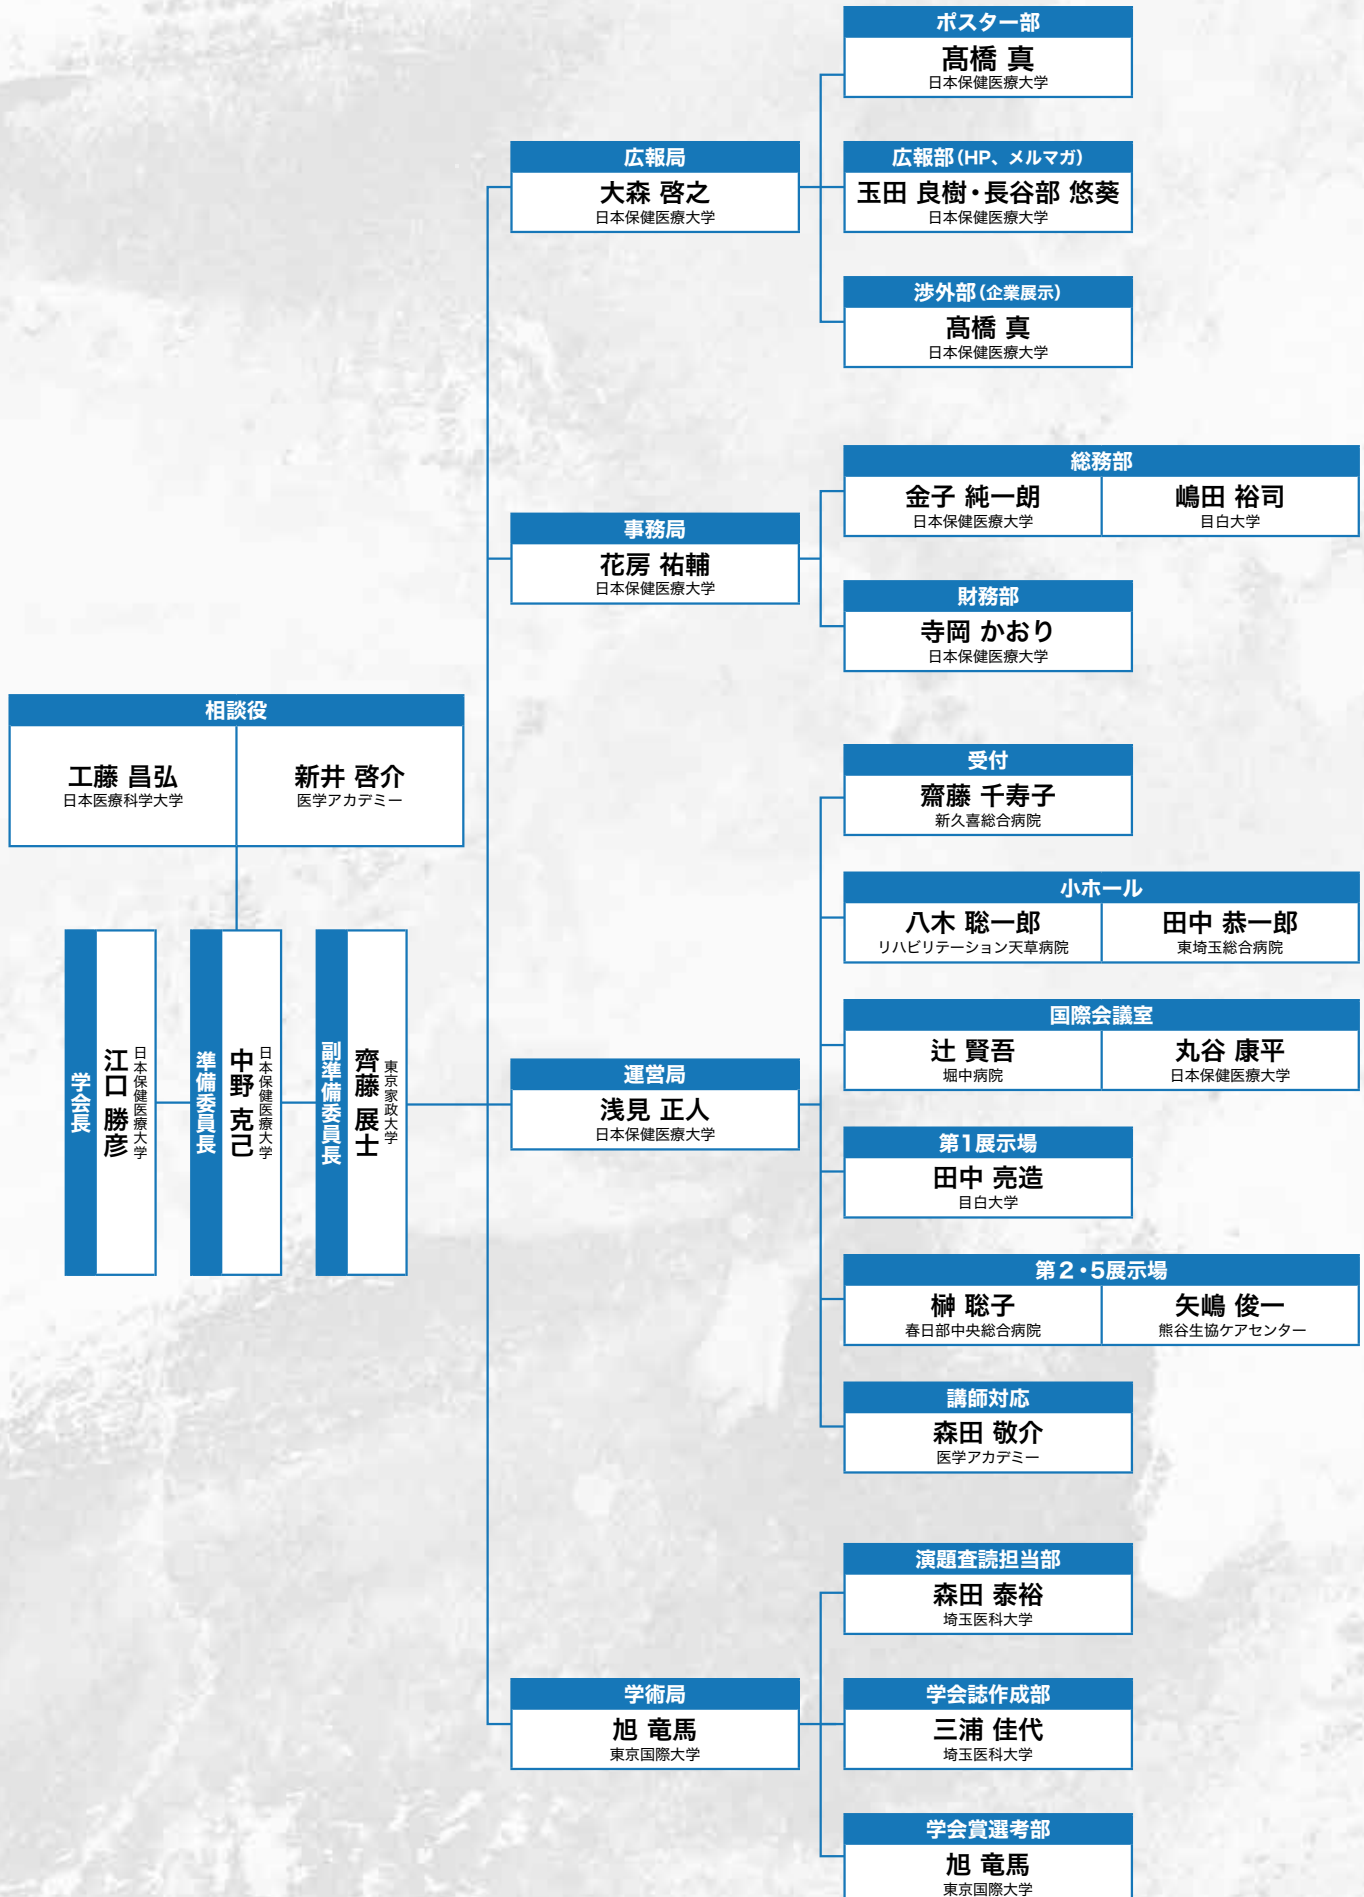 相談役
工藤 昌弘
日本医療科学大学
新井 啓介
医学アカデミー
学会長
江口 勝彦
日本保健医療大学
準備委員長
中野 克己
日本保健医療大学
副準備委員長
齊藤 展士
東京家政大学
広報局
大森 啓之
日本保健医療大学
ポスター部
髙橋 真
日本保健医療大学
広報部(HP、メルマガ)
玉田 良樹・長谷部 悠葵
日本保健医療大学
渉外部(企業展示)
髙橋 真
日本保健医療大学
事務局
花房 祐輔
日本保健医療大学
総務部
金子 純一朗
日本保健医療大学
嶋田 裕司
目白大学
財務部
寺岡 かおり
日本保健医療大学
運営局
浅見 正人
日本保健医療大学
受付
齋藤 千寿子
新久喜総合病院
小ホール
八木 聡一郎
リハビリテーション天草病院
田中 恭一郎
東埼玉総合病院
国際会議室
辻 賢吾
堀中病院
丸谷 康平
日本保健医療大学
第1展示場
田中 亮造
目白大学
第2・5展示場
榊 聡子
春日部中央総合病院
矢嶋 俊一
熊谷生協ケアセンター
講師対応
森田 敬介
医学アカデミー
学術局
旭 竜馬
東京国際大学
演題査読担当部
森田 泰裕
埼玉医科大学
学会誌作成部
三浦 佳代
埼玉医科大学
学会賞選考部
旭 竜馬
東京国際大学